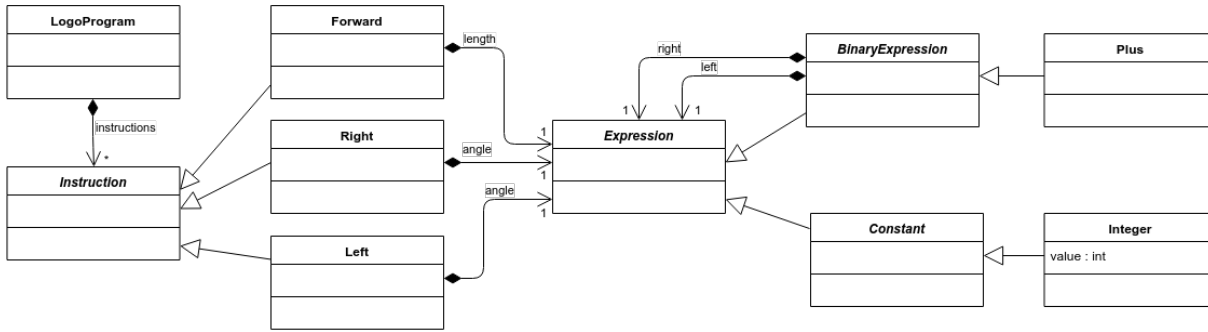 LogoProgram
instructions
*
Instruction
Forward
length
1
Right
angle
1
Left
angle
1
Expression
right
1
left
1
BinaryExpression
Plus
Constant
Integer
value : int